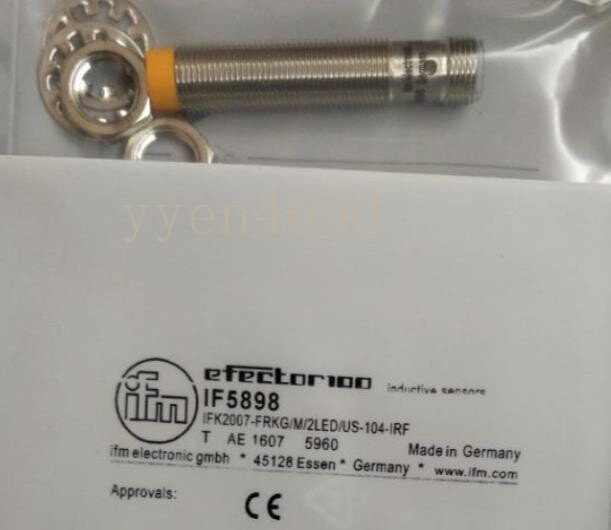 yyen4650
efector100 inductive sensors
ifm
IF5898
IFK2007-FRKG/M/2LED/US-104-IRF
T AE 1607 5960 Made in Germany
ifm electronic gmbh * 45128 Essen * Germany * www.ifm.com
Approvals: CE